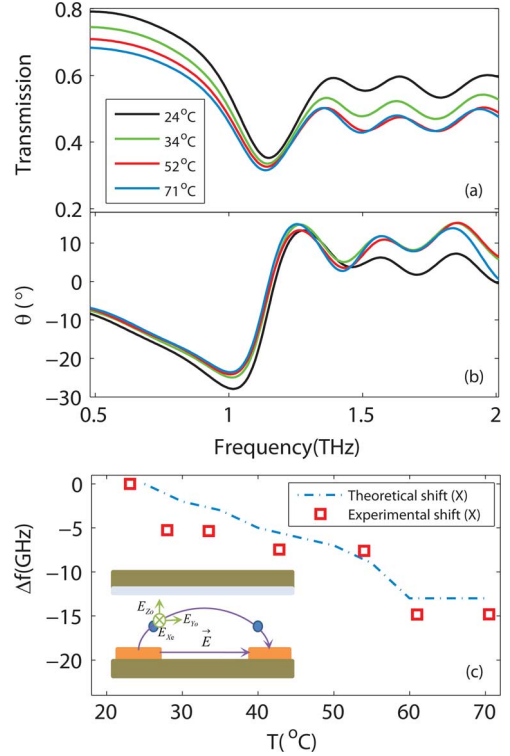 0.8
0.6
0.4
0.2
Transmission
24°C
34°C
52°C
71°C
(a)
10
0
−10
−20
−30
θ (°)
(b)
0.5
1
1.5
2
Frequency(THz)
0
−5
−10
−15
−20
Δf(GHz)
Theoretical shift (X)
Experimental shift (X)
E_Zo
E_Yo
E_Xe
E
(c)
20
30
40
50
60
70
T(°C)